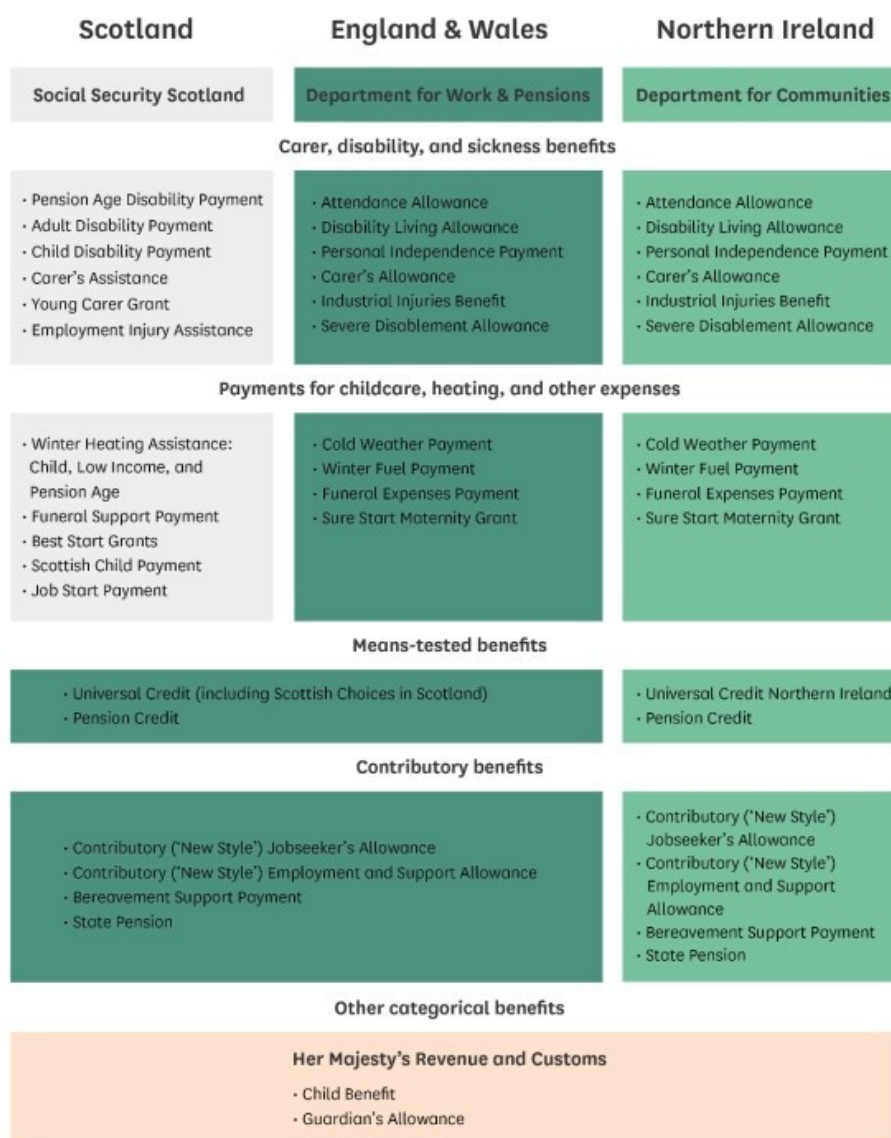 Scotland
England & Wales
Northern Ireland
Social Security Scotland
Department for Work & Pensions
Department for Communities
Carer, disability, and sickness benefits
· Pension Age Disability Payment
· Adult Disability Payment
· Child Disability Payment
· Carer's Assistance
· Young Carer Grant
· Employment Injury Assistance
· Attendance Allowance
· Disability Living Allowance
· Personal Independence Payment
· Carer's Allowance
· Industrial Injuries Benefit
· Severe Disablement Allowance
· Attendance Allowance
· Disability Living Allowance
· Personal Independence Payment
· Carer's Allowance
· Industrial Injuries Benefit
· Severe Disablement Allowance
Payments for childcare, heating, and other expenses
· Winter Heating Assistance:
Child, Low Income, and
Pension Age
· Funeral Support Payment
· Best Start Grants
· Scottish Child Payment
· Job Start Payment
· Cold Weather Payment
· Winter Fuel Payment
· Funeral Expenses Payment
· Sure Start Maternity Grant
· Cold Weather Payment
· Winter Fuel Payment
· Funeral Expenses Payment
· Sure Start Maternity Grant
Means-tested benefits
· Universal Credit (including Scottish Choices in Scotland)
· Pension Credit
· Universal Credit Northern Ireland
· Pension Credit
Contributory benefits
· Contributory ('New Style') Jobseeker's Allowance
· Contributory ('New Style') Employment and Support Allowance
· Bereavement Support Payment
· State Pension
· Contributory ('New Style')
Jobseeker's Allowance
· Contributory ('New Style')
Employment and Support
Allowance
· Bereavement Support Payment
· State Pension
Other categorical benefits
Her Majesty's Revenue and Customs
· Child Benefit
· Guardian's Allowance